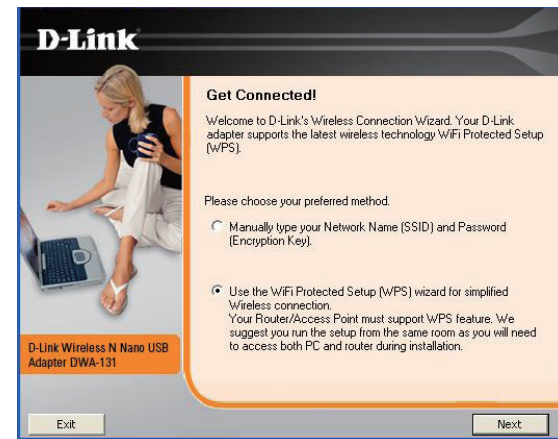 D-Link
Get Connected!
Welcome to D-Link's Wireless Connection Wizard. Your D-Link
adapter supports the latest wireless technology WiFi Protected Setup
(WPS).
Please choose your preferred method.
Manually type your Network Name (SSID) and Password
(Encryption Key).
Use the WiFi Protected Setup (WPS) wizard for simplified
Wireless connection.
Your Router/Access Point must support WPS feature. We
suggest you run the setup from the same room as you will need
to access both PC and router during installation.
D-Link Wireless N Nano USB
Adapter DWA-131
Exit
Next